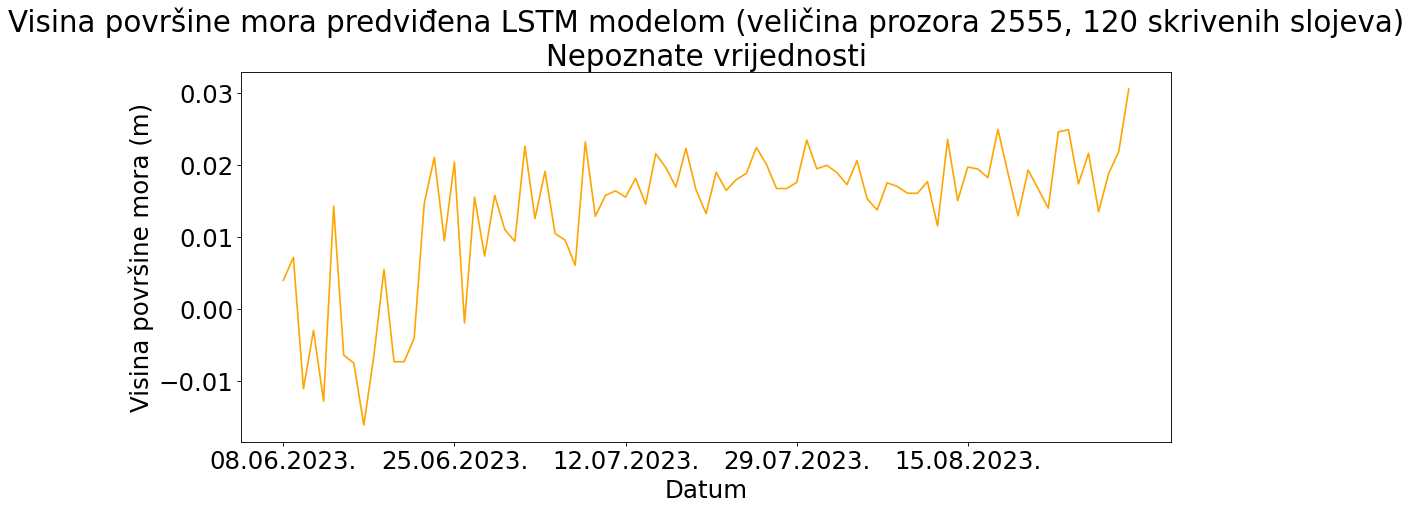 Visina površine mora predviđena LSTM modelom (veličina prozora 2555, 120 skrivenih slojeva)
Nepoznate vrijednosti
Visina površine mora (m)
0.03
0.02
0.01
0.00
−0.01
08.06.2023. 25.06.2023. 12.07.2023. 29.07.2023. 15.08.2023.
Datum